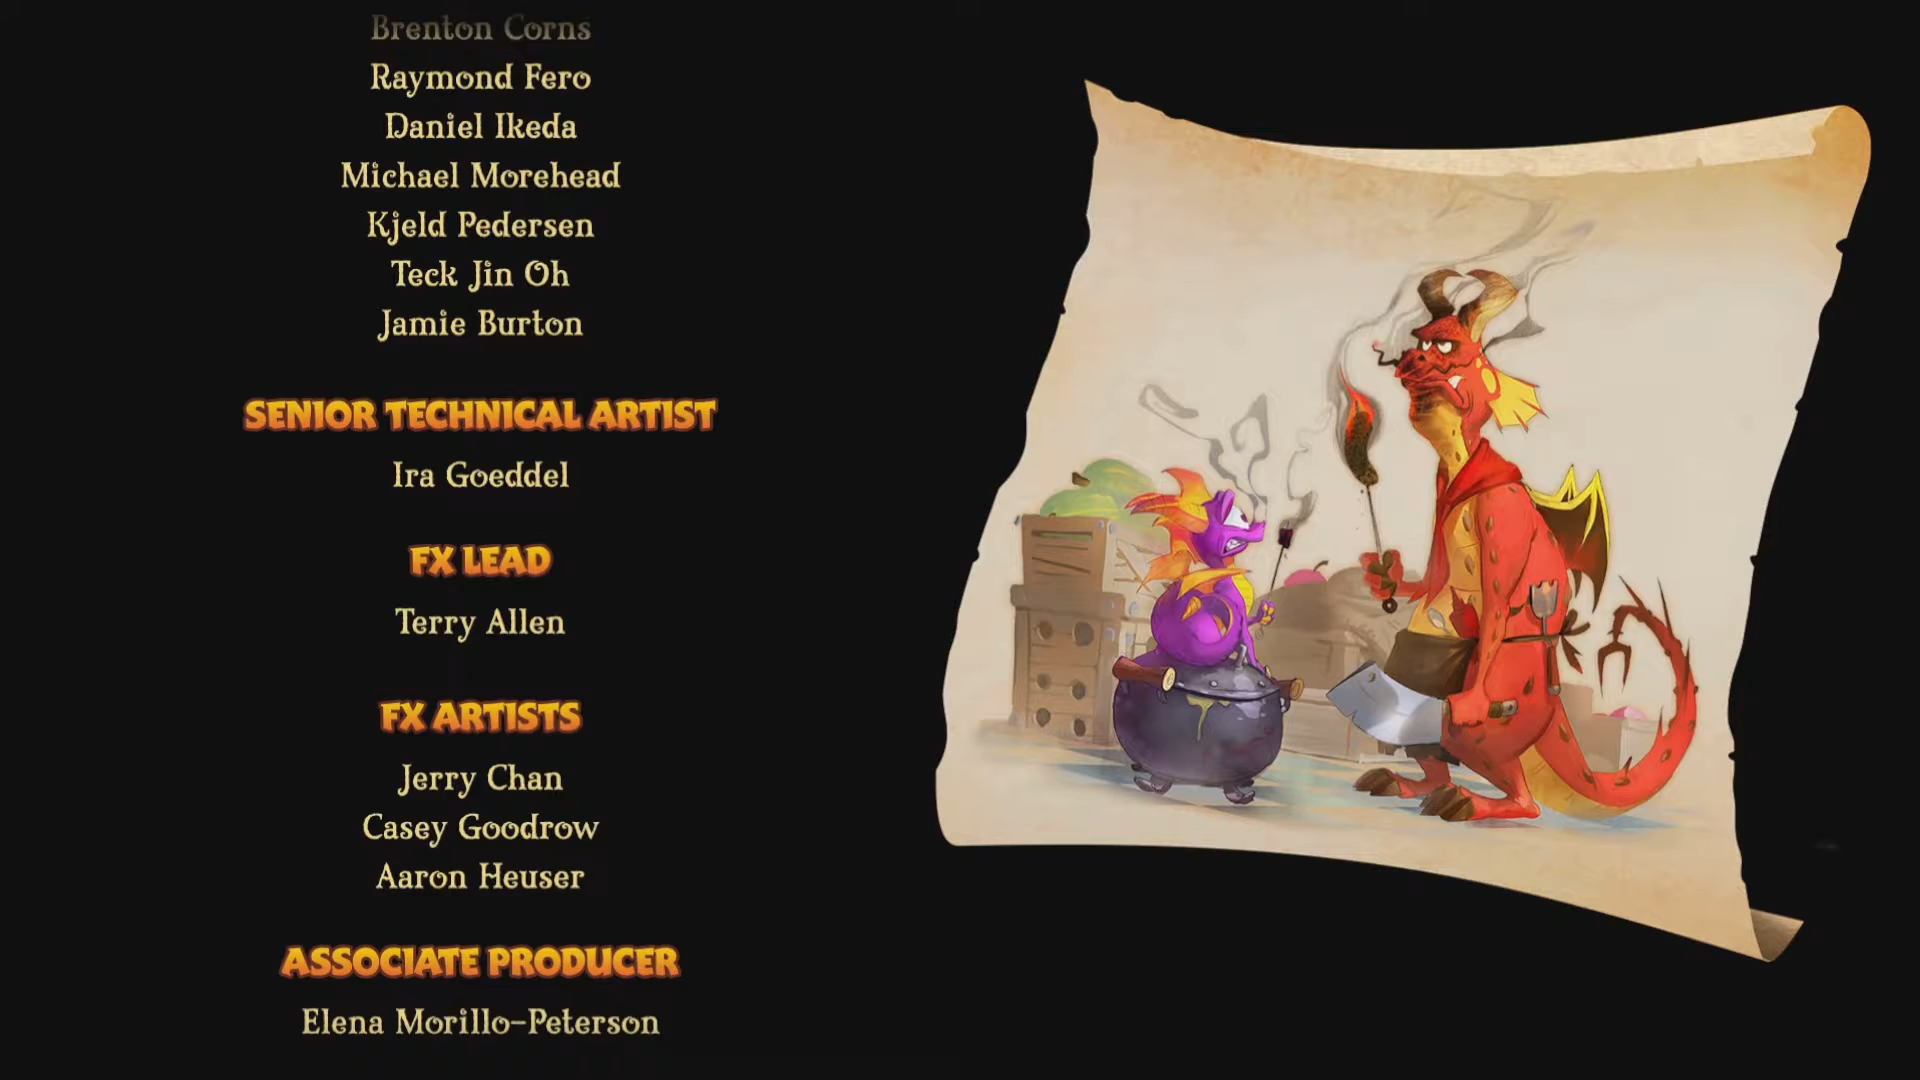 Brenton Corns
Raymond Fero
Daniel Ikeda
Michael Morehead
Kjeld Pedersen
Teck Jin Oh
Jamie Burton
SENIOR TECHNICAL ARTIST
Ira Goeddel
FX LEAD
Terry Allen
FX ARTISTS
Jerry Chan
Casey Goodrow
Aaron Heuser
ASSOCIATE PRODUCER
Elena Morillo-Peterson